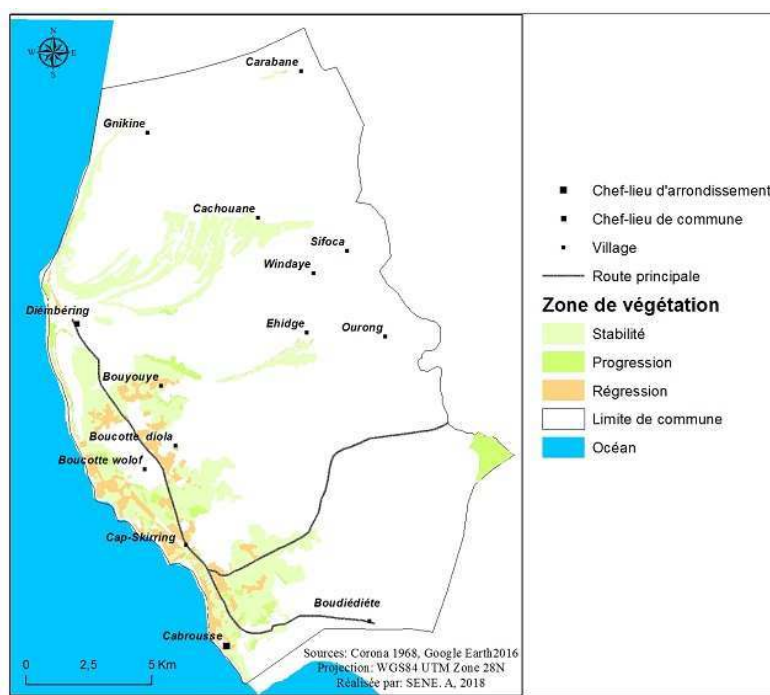 N
W E
S
Carabane
Gnikine
Cachouane
Sifoca
Windaye
Diémbéring
Ehidge
Ourong
Bouyouye
Boucotte diola
Boucotte wolof
Cap-Skirring
Boudiédiéte
Cabrousse
0 2,5 5 Km
Sources: Corona 1968, Google Earth2016
Projection: WGS84 UTM Zone 28N
Réalisée par: SENE. A, 2018
Chef-lieu d'arrondissement
Chef-lieu de commune
Village
Route principale
Zone de végétation
Stabilité
Progression
Régression
Limite de commune
Océan